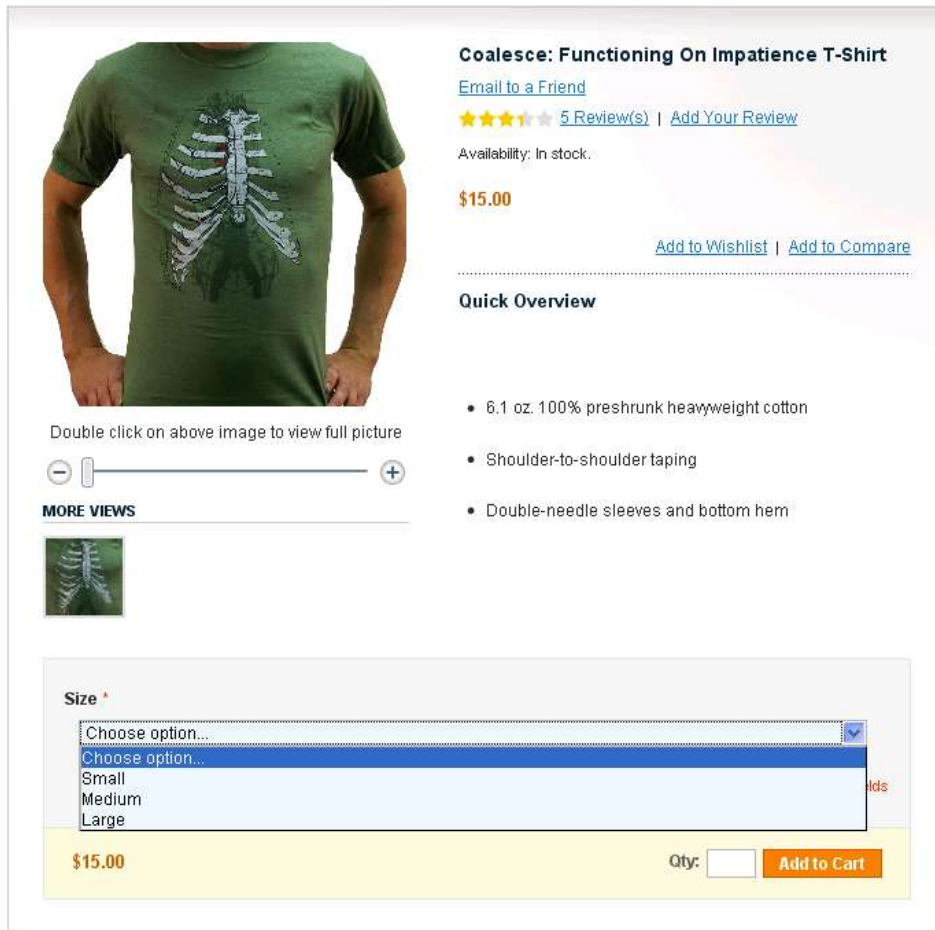 Coalesce: Functioning On Impatience T-Shirt
Email to a Friend
5 Review(s) | Add Your Review
Availability: In stock.
$15.00
Add to Wishlist | Add to Compare
Quick Overview
• 6.1 oz. 100% preshrunk heavyweight cotton
• Shoulder-to-shoulder taping
• Double-needle sleeves and bottom hem
Double click on above image to view full picture
MORE VIEWS
Size *
Choose option...
Choose option...
Small
Medium
Large
$15.00 Qty: Add to Cart